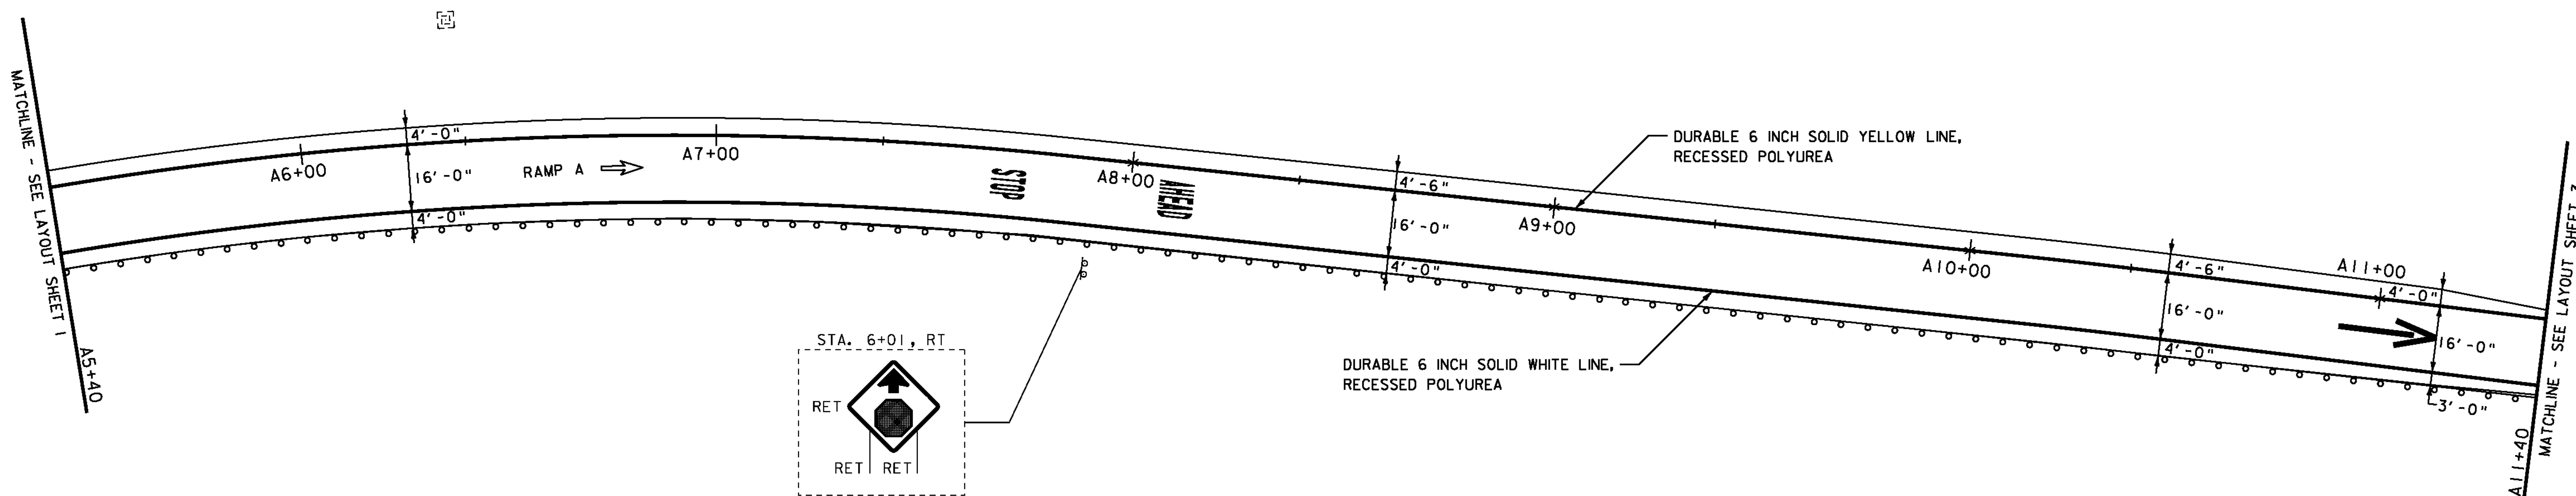 MATCHLINE - SEE LAYOUT SHEET 1
A5+40
A6+00
4'-0"
16'-0"
4'-0"
RAMP A
A7+00
STOP
A8+00
AHEAD
4'-6"
16'-0"
4'-0"
A9+00
DURABLE 6 INCH SOLID YELLOW LINE,
RECESSED POLYUREA
DURABLE 6 INCH SOLID WHITE LINE,
RECESSED POLYUREA
A10+00
4'-6"
16'-0"
4'-0"
A11+00
4'-0"
16'-0"
3'-0"
STA. 6+01, RT
RET
RET
RET
MATCHLINE - SEE LAYOUT SHEET 3
A11+40